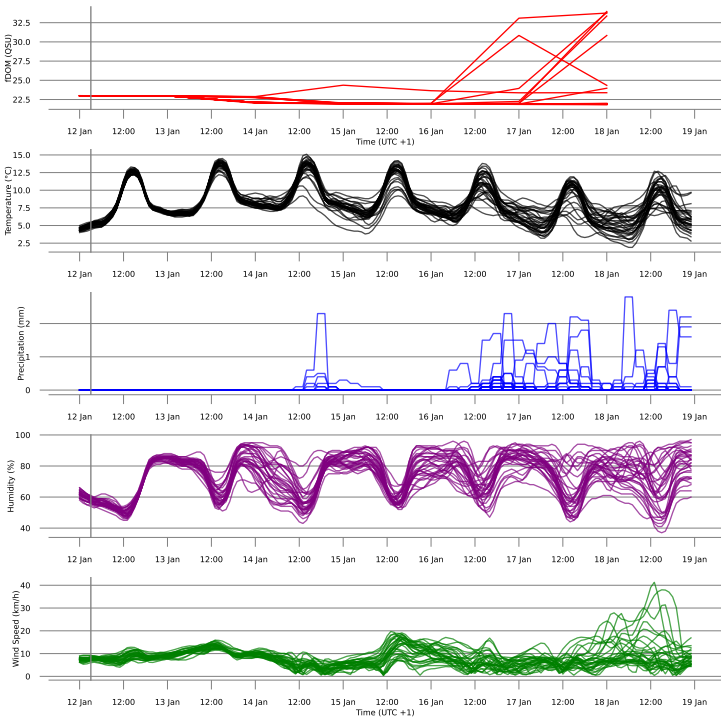 fDOM (QSU)
32.5
30.0
27.5
25.0
22.5
12 Jan 12:00 13 Jan 12:00 14 Jan 12:00 15 Jan 12:00 16 Jan 12:00 17 Jan 12:00 18 Jan 12:00 19 Jan
Time (UTC +1)
Temperature (°C)
15.0
12.5
10.0
7.5
5.0
2.5
12 Jan 12:00 13 Jan 12:00 14 Jan 12:00 15 Jan 12:00 16 Jan 12:00 17 Jan 12:00 18 Jan 12:00 19 Jan
Precipitation (mm)
2
1
0
12 Jan 12:00 13 Jan 12:00 14 Jan 12:00 15 Jan 12:00 16 Jan 12:00 17 Jan 12:00 18 Jan 12:00 19 Jan
Humidity (%)
100
80
60
40
12 Jan 12:00 13 Jan 12:00 14 Jan 12:00 15 Jan 12:00 16 Jan 12:00 17 Jan 12:00 18 Jan 12:00 19 Jan
Wind Speed (km/h)
40
30
20
10
0
12 Jan 12:00 13 Jan 12:00 14 Jan 12:00 15 Jan 12:00 16 Jan 12:00 17 Jan 12:00 18 Jan 12:00 19 Jan
Time (UTC +1)